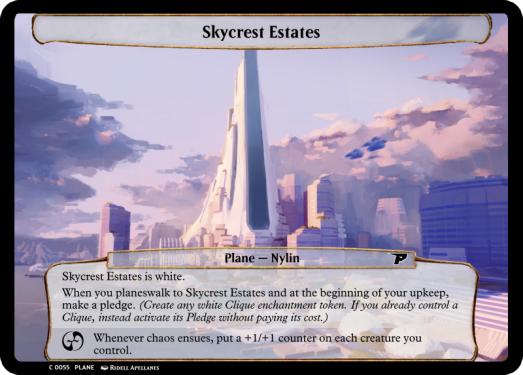 Skycrest Estates
Plane — Nylin
Skycrest Estates is white.
When you planeswalk to Skycrest Estates and at the beginning of your upkeep,
make a pledge. (Create any white Clique enchantment token. If you already control a
Clique, instead activate its Pledge without paying its cost.)
Whenever chaos ensues, put a +1/+1 counter on each creature you
control.
C 0055 PLANE Ridell Apellanes